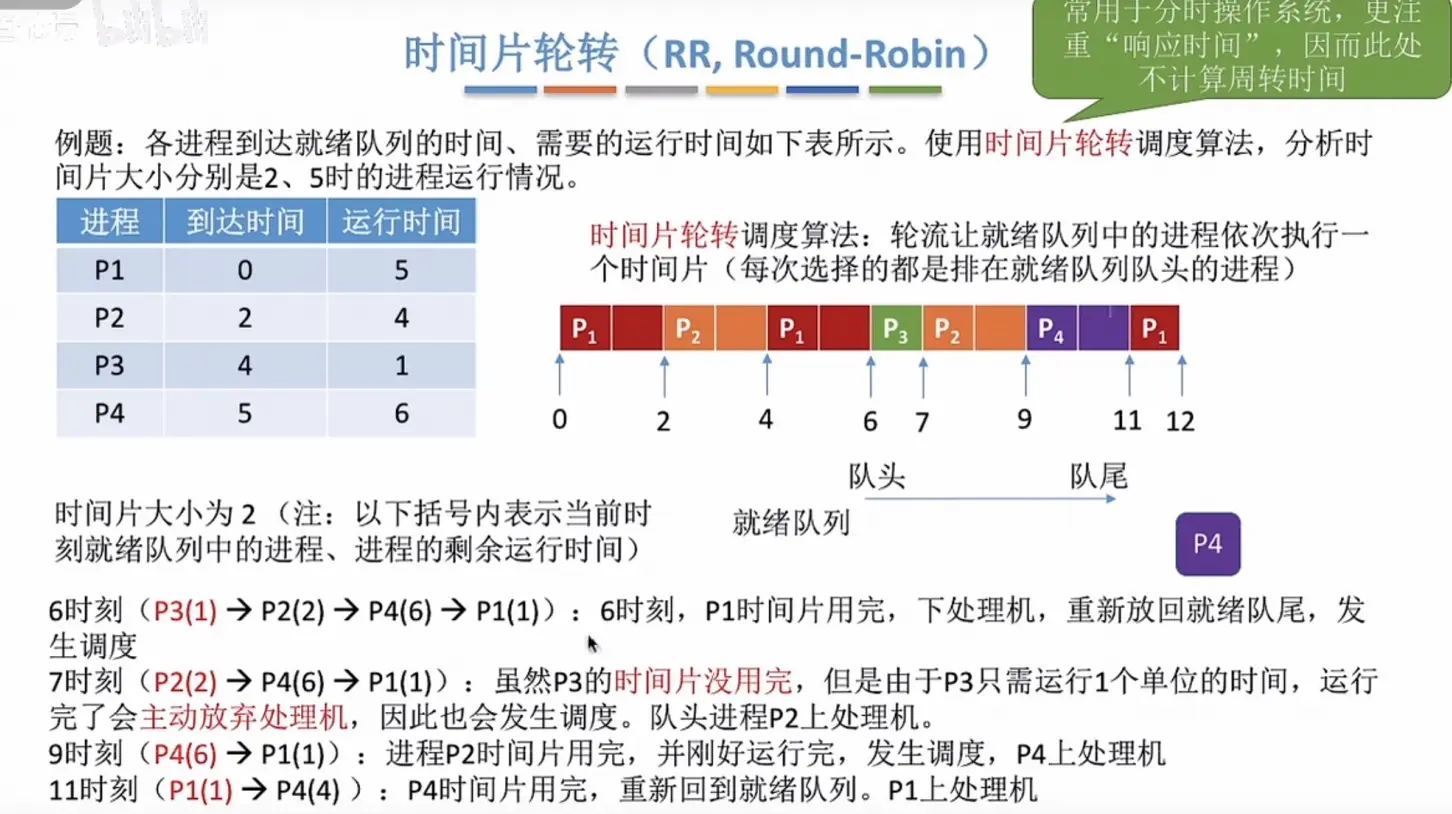 常用于分时操作系统，更注
重“响应时间”，因而此处
不计算周转时间
时间片轮转（RR, Round-Robin）
例题：各进程到达就绪队列的时间、需要的运行时间如下表所示。使用时间片轮转调度算法，分析时
间片大小分别是2、5时的进程运行情况。
进程 到达时间 运行时间
P1 0 5
P2 2 4
P3 4 1
P4 5 6
时间片轮转调度算法：轮流让就绪队列中的进程依次执行一
个时间片（每次选择的都是排在就绪队列队头的进程）
P1 P2 P1 P3 P2 P4 P1
0 2 4 6 7 9 11 12
队头 队尾
就绪队列
P4
时间片大小为 2 （注：以下括号内表示当前时
刻就绪队列中的进程、进程的剩余运行时间）
6时刻（P3(1) → P2(2) → P4(6) → P1(1)）：6时刻，P1时间片用完，下处理机，重新放回就绪队尾，发
生调度
7时刻（P2(2) → P4(6) → P1(1)）：虽然P3的时间片没用完，但是由于P3只需运行1个单位的时间，运行
完了会主动放弃处理机，因此也会发生调度。队头进程P2上处理机。
9时刻（P4(6) → P1(1)）：进程P2时间片用完，并刚好运行完，发生调度，P4上处理机
11时刻（P1(1) → P4(4) ）：P4时间片用完，重新回到就绪队列。P1上处理机